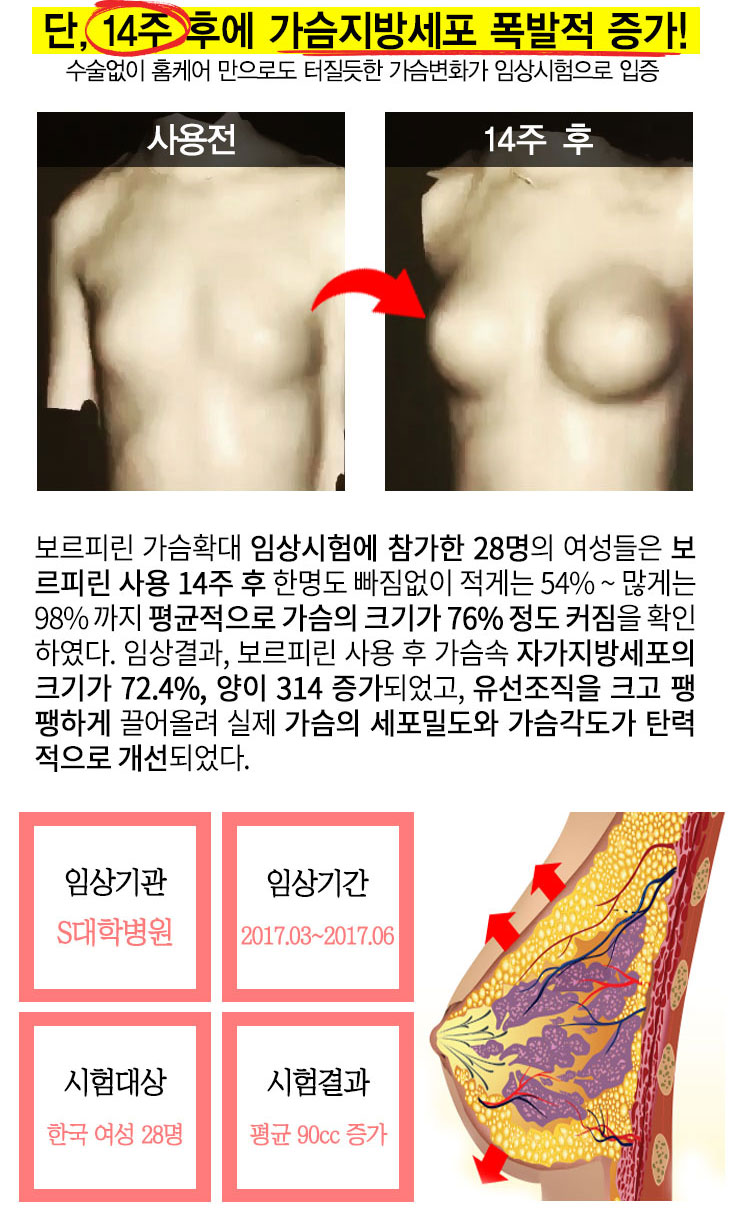 단, 14주 후에 가슴지방세포 폭발적 증가!
수술없이 홈케어 만으로도 터질듯한 가슴변화가 임상시험으로 입증
사용전
14주 후
보르피린 가슴확대 임상시험에 참가한 28명의 여성들은 보
르피린 사용 14주 후 한명도 빠짐없이 적게는 54% ~ 많게는
98% 까지 평균적으로 가슴의 크기가 76% 정도 커짐을 확인
하였다. 임상결과, 보르피린 사용 후 가슴속 자가지방세포의
크기가 72.4%, 양이 314 증가되었고, 유선조직을 크고 팽
팽하게 끌어올려 실제 가슴의 세포밀도와 가슴각도가 탄력
적으로 개선되었다.
임상기관
S대학병원
임상기간
2017.03~2017.06
시험대상
한국 여성 28명
시험결과
평균 90cc 증가